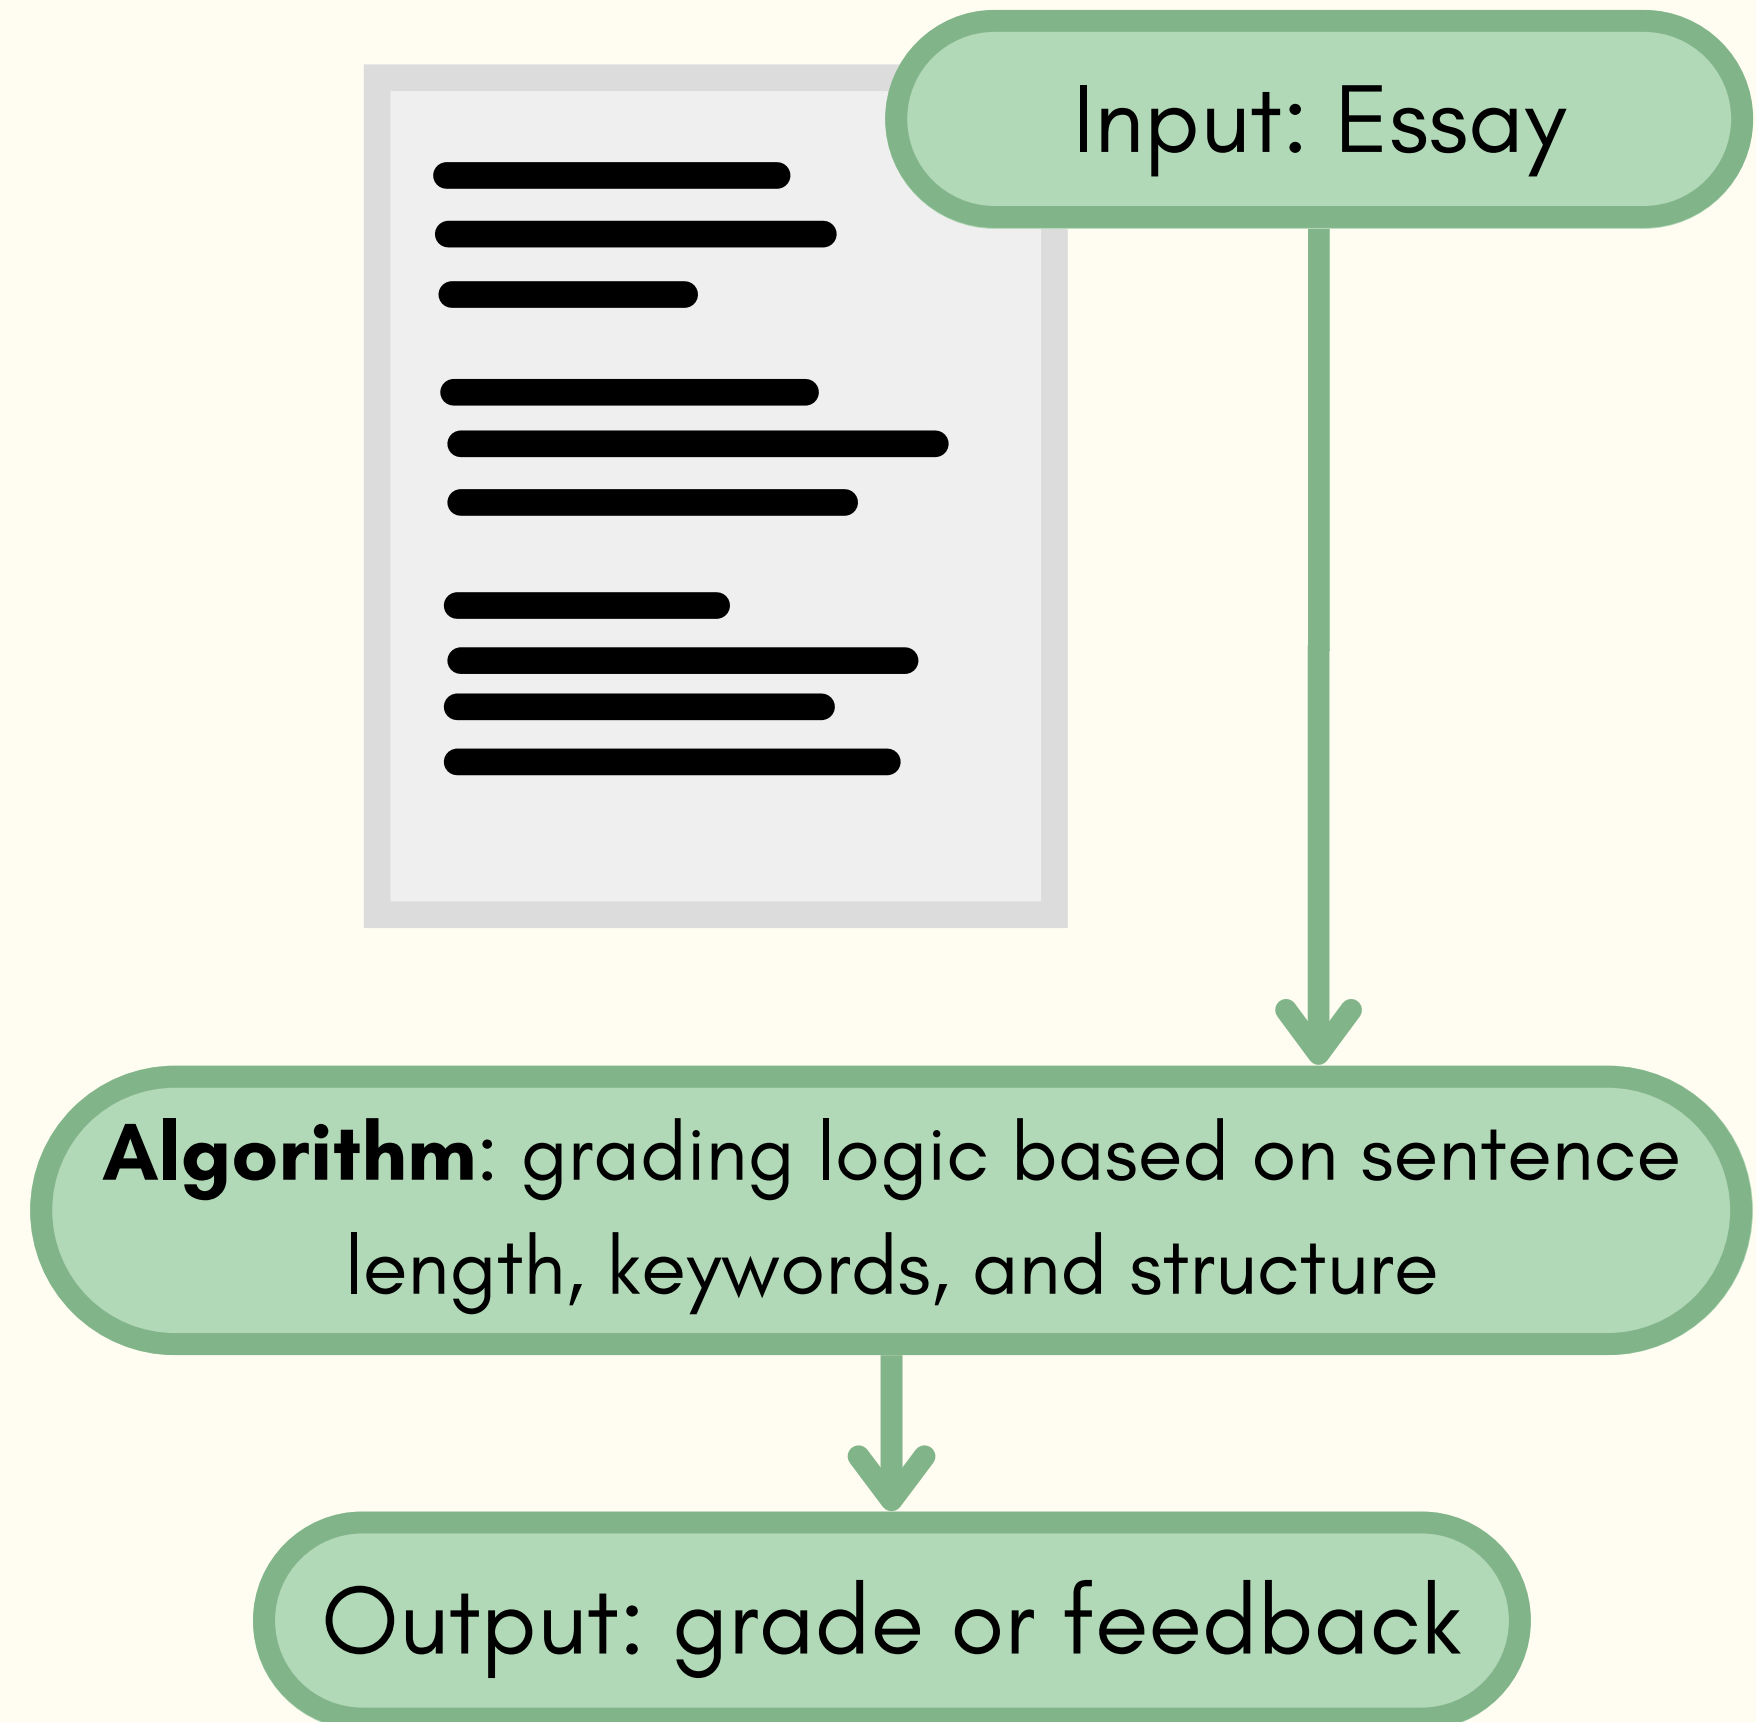 Input: Essay
Algorithm: grading logic based on sentence
length, keywords, and structure
Output: grade or feedback